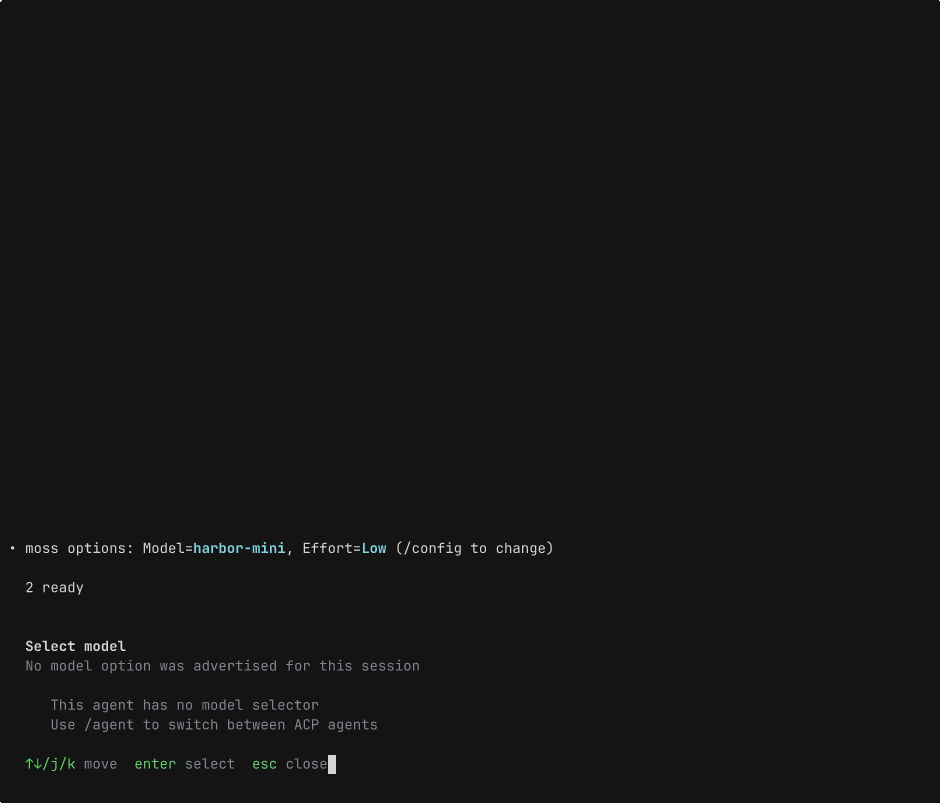 • moss options: Model=harbor-mini, Effort=Low (/config to change)
2 ready
Select model
No model option was advertised for this session
This agent has no model selector
Use /agent to switch between ACP agents
↑↓/j/k move  enter select  esc close